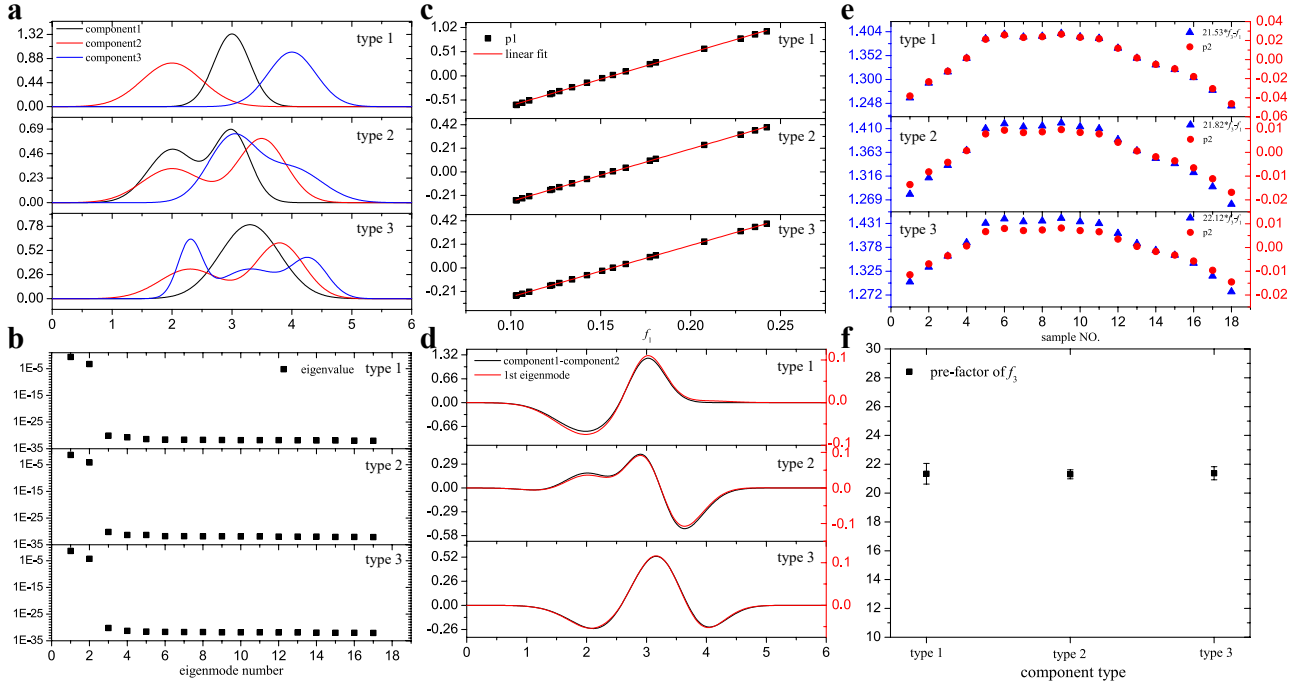 a
component1
component2
component3
type 1
1.32
0.88
0.44
0.00
type 2
0.69
0.46
0.23
0.00
type 3
0.78
0.52
0.26
0.00
0 1 2 3 4 5 6
b
eigenvalue
type 1
1E-5
1E-15
1E-25
1E-35
type 2
1E-5
1E-15
1E-25
1E-35
type 3
1E-5
1E-15
1E-25
1E-35
0 2 4 6 8 10 12 14 16 18
eigenmode number
c
p1
linear fit
type 1
1.02
0.51
0.00
-0.51
type 2
0.42
0.21
0.00
-0.21
type 3
0.42
0.21
0.00
-0.21
0.10 0.15 0.20 0.25
f1
d
component1-component2
1st eigenmode
type 1
1.32
0.66
0.00
-0.66
0.1
0.0
-0.1
type 2
0.29
0.00
-0.29
-0.58
0.1
0.0
-0.1
type 3
0.52
0.26
0.00
-0.26
0.1
0.0
0 1 2 3 4 5 6
e
21.53*f3-f1
p2
type 1
1.404
1.352
1.300
1.248
0.04
0.02
0.00
-0.02
-0.04
-0.06
21.82*f3-f1
p2
type 2
1.410
1.363
1.316
1.269
0.01
0.00
-0.01
-0.02
22.12*f3-f1
p2
type 3
1.431
1.378
1.325
1.272
0.01
0.00
-0.01
-0.02
0 2 4 6 8 10 12 14 16 18
sample NO.
f
pre-factor of f3
30
28
26
24
22
20
18
16
14
12
10
type 1 type 2 type 3
component type